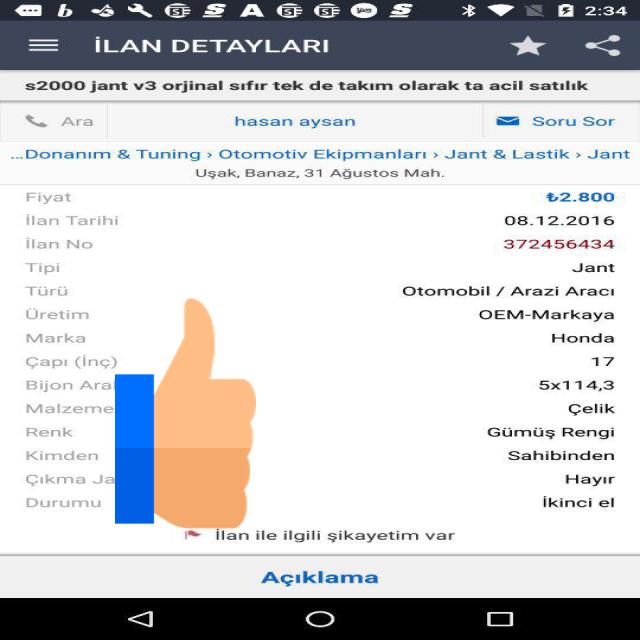 2:34
İLAN DETAYLARI
s2000 jant v3 orjinal sıfır tek de takım olarak ta acil satılık
Ara hasan aysan Soru Sor
...Donanım & Tuning › Otomotiv Ekipmanları › Jant & Lastik › Jant
Uşak, Banaz, 31 Ağustos Mah.
Fiyat ₺2.800
İlan Tarihi 08.12.2016
İlan No 372456434
Tipi Jant
Türü Otomobil / Arazi Aracı
Üretim OEM-Markaya
Marka Honda
Çapı (İnç) 17
Bijon 5x114,3
Malzeme Çelik
Renk Gümüş Rengi
Kimden Sahibinden
Çıkma Hayır
Durumu İkinci el
İlan ile ilgili şikayetim var
Açıklama